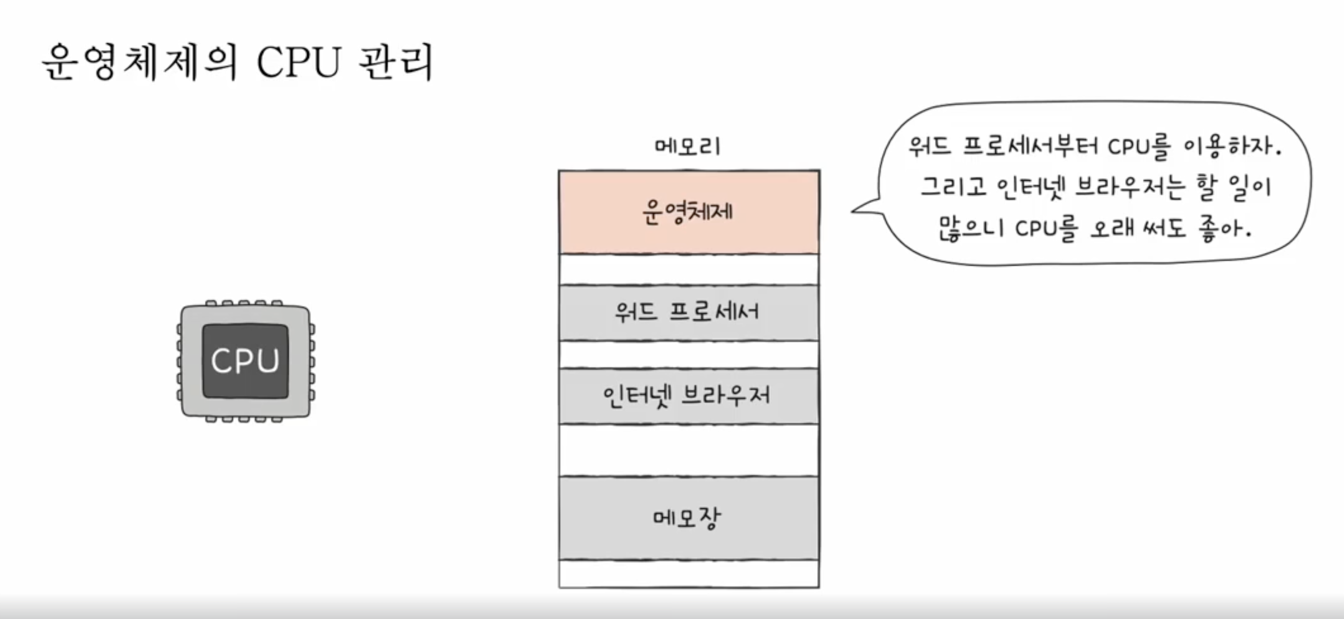 운영체제의 CPU 관리
메모리
운영체제
워드 프로세서부터 CPU를 이용하자.
그리고 인터넷 브라우저는 할 일이
많으니 CPU를 오래 써도 좋아.
워드 프로세서
CPU
인터넷 브라우저
메모장